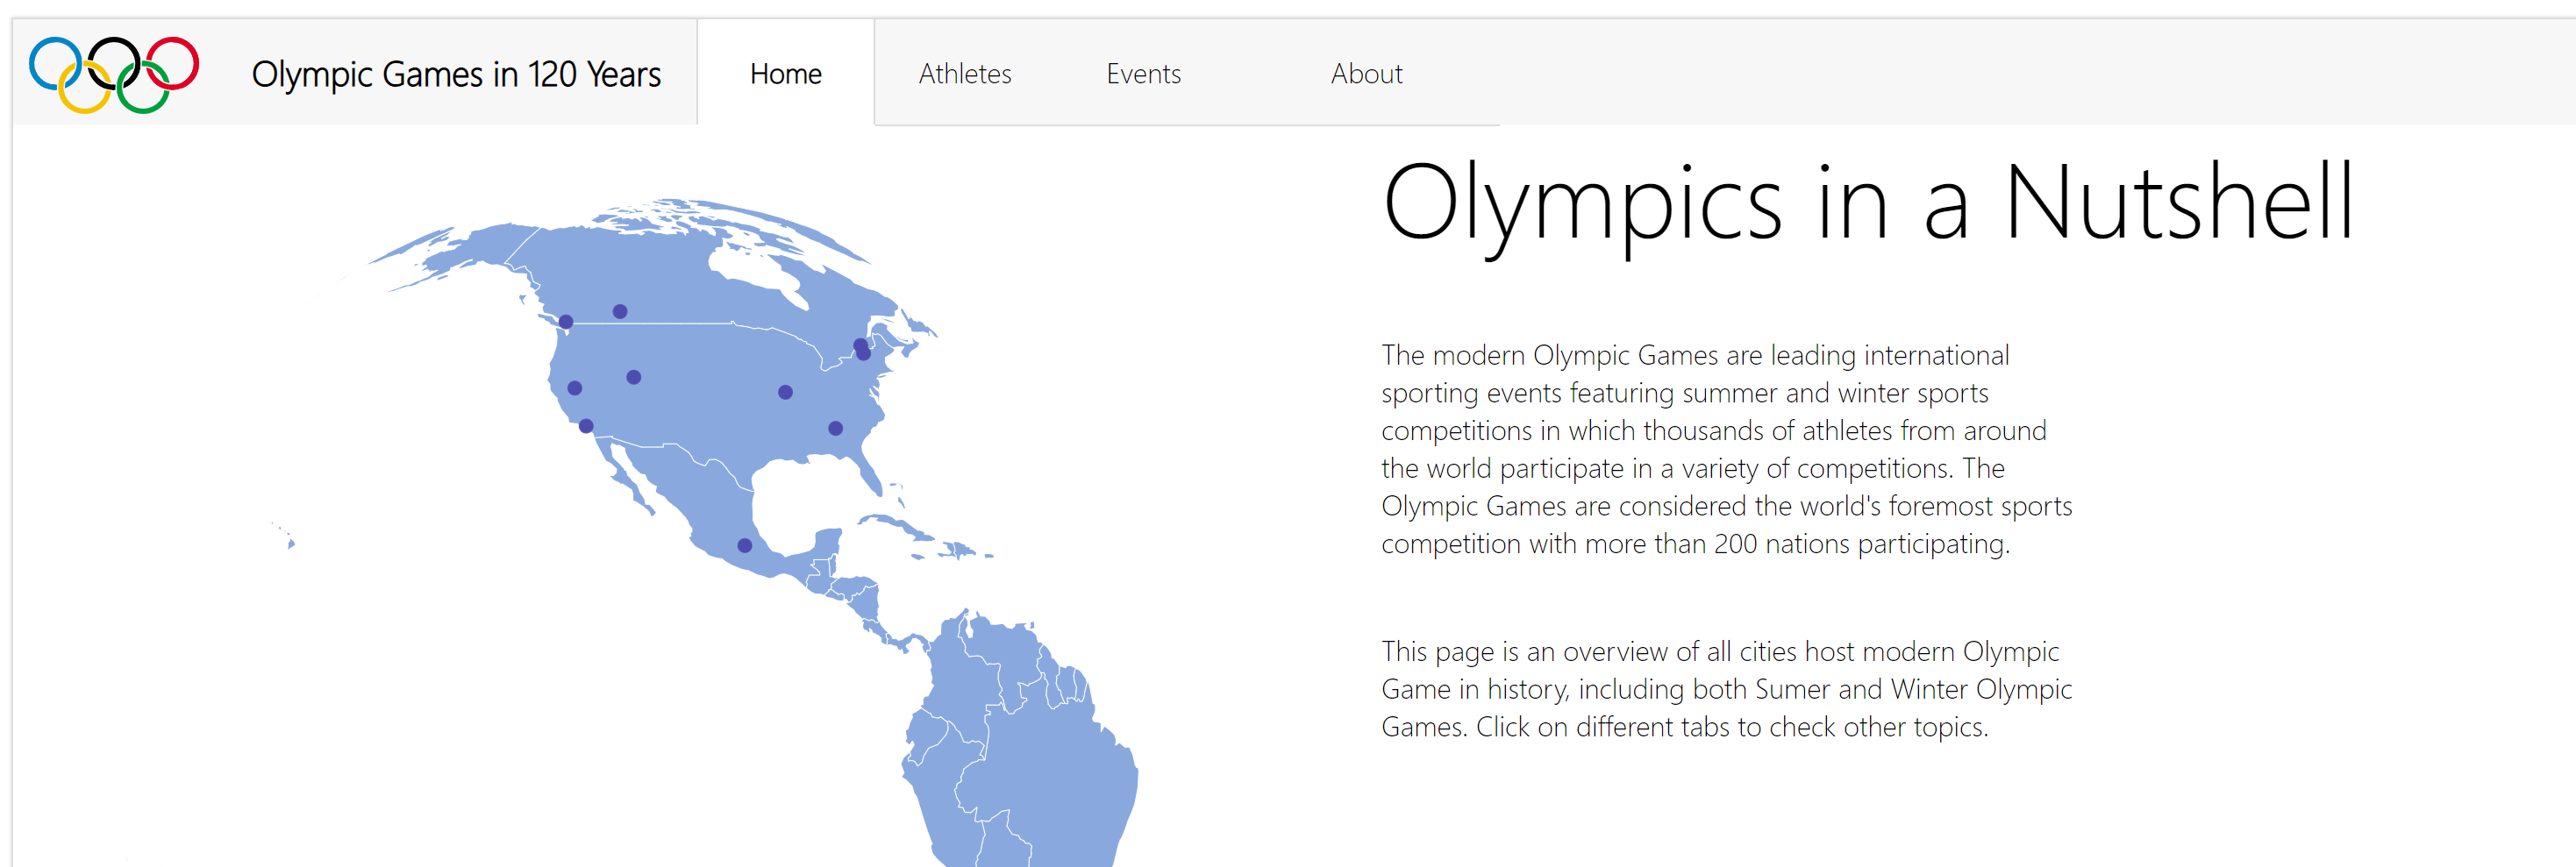 Olympic Games in 120 Years
Home
Athletes
Events
About
Olympics in a Nutshell
The modern Olympic Games are leading international
sporting events featuring summer and winter sports
competitions in which thousands of athletes from around
the world participate in a variety of competitions. The
Olympic Games are considered the world's foremost sports
competition with more than 200 nations participating.
This page is an overview of all cities host modern Olympic
Game in history, including both Sumer and Winter Olympic
Games. Click on different tabs to check other topics.